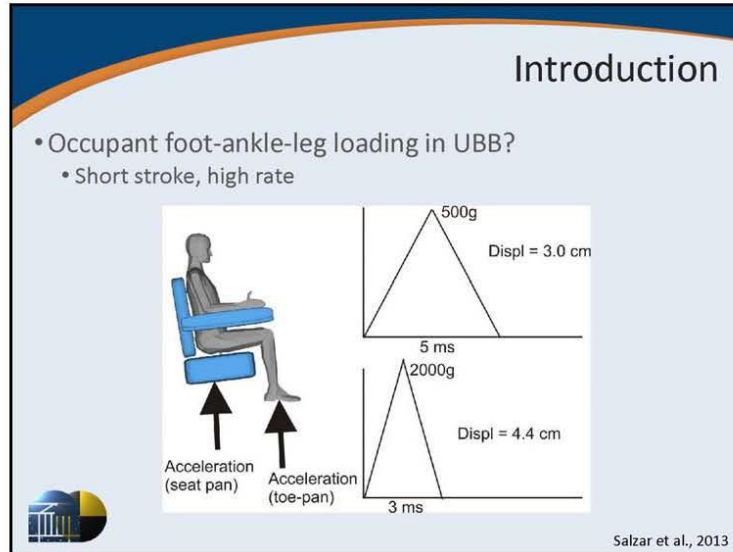 Introduction
• Occupant foot-ankle-leg loading in UBB?
• Short stroke, high rate
500g
Displ = 3.0 cm
5 ms
2000g
Displ = 4.4 cm
3 ms
Acceleration
(seat pan)
Acceleration
(toe-pan)
Salzar et al., 2013